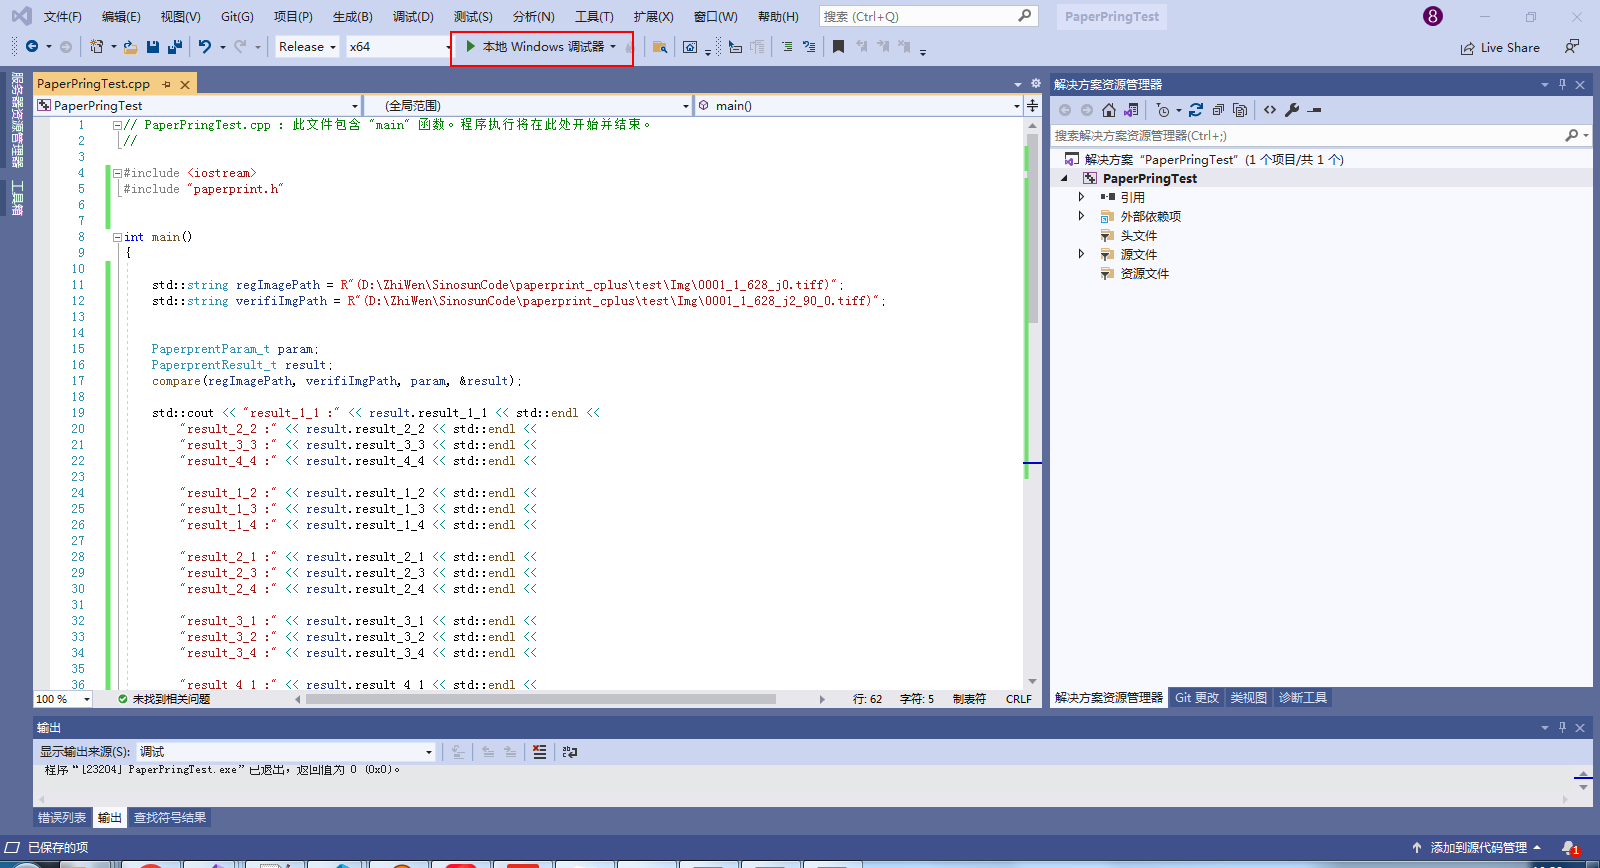 文件(F) 编辑(E) 视图(V) Git(G) 项目(P) 生成(B) 调试(D) 测试(S) 分析(N) 工具(T) 扩展(X) 窗口(W) 帮助(H) 搜索 (Ctrl+Q) PaperPringTest 8
Release x64 本地 Windows 调试器 Live Share
服务器资源管理器
工具箱
PaperPringTest.cpp
PaperPringTest (全局范围) main()
1 // PaperPringTest.cpp : 此文件包含 "main" 函数。程序执行将在此处开始并结束。
2 //
3
4 #include <iostream>
5 #include "paperprint.h"
6
7
8 int main()
9 {
10
11 std::string regImagePath = R"(D:\ZhiWen\SinosunCode\paperprint_cplus\test\Img\0001_1_628_j0.tiff)";
12 std::string verifiImgPath = R"(D:\ZhiWen\SinosunCode\paperprint_cplus\test\Img\0001_1_628_j2_90_0.tiff)";
13
14
15 PaperprentParam_t param;
16 PaperprentResult_t result;
17 compare(regImagePath, verifiImgPath, param, &result);
18
19 std::cout << "result_1_1 :" << result.result_1_1 << std::endl <<
20 "result_2_2 :" << result.result_2_2 << std::endl <<
21 "result_3_3 :" << result.result_3_3 << std::endl <<
22 "result_4_4 :" << result.result_4_4 << std::endl <<
23
24 "result_1_2 :" << result.result_1_2 << std::endl <<
25 "result_1_3 :" << result.result_1_3 << std::endl <<
26 "result_1_4 :" << result.result_1_4 << std::endl <<
27
28 "result_2_1 :" << result.result_2_1 << std::endl <<
29 "result_2_3 :" << result.result_2_3 << std::endl <<
30 "result_2_4 :" << result.result_2_4 << std::endl <<
31
32 "result_3_1 :" << result.result_3_1 << std::endl <<
33 "result_3_2 :" << result.result_3_2 << std::endl <<
34 "result_3_4 :" << result.result_3_4 << std::endl <<
35
36 "result_4_1 :" << result.result_4_1 << std::endl <<
100 % 未找到相关问题 行: 62 字符: 5 制表符 CRLF
解决方案资源管理器
搜索解决方案资源管理器(Ctrl+;)
解决方案 "PaperPringTest" (1 个项目/共 1 个)
PaperPringTest
引用
外部依赖项
头文件
源文件
资源文件
解决方案资源管理器 Git 更改 类视图 诊断工具
输出
显示输出来源(S): 调试
程序"[23204] PaperPringTest.exe"已退出，返回值为 0 (0x0)。
错误列表 输出 查找符号结果
已保存的项 添加到源代码管理 1